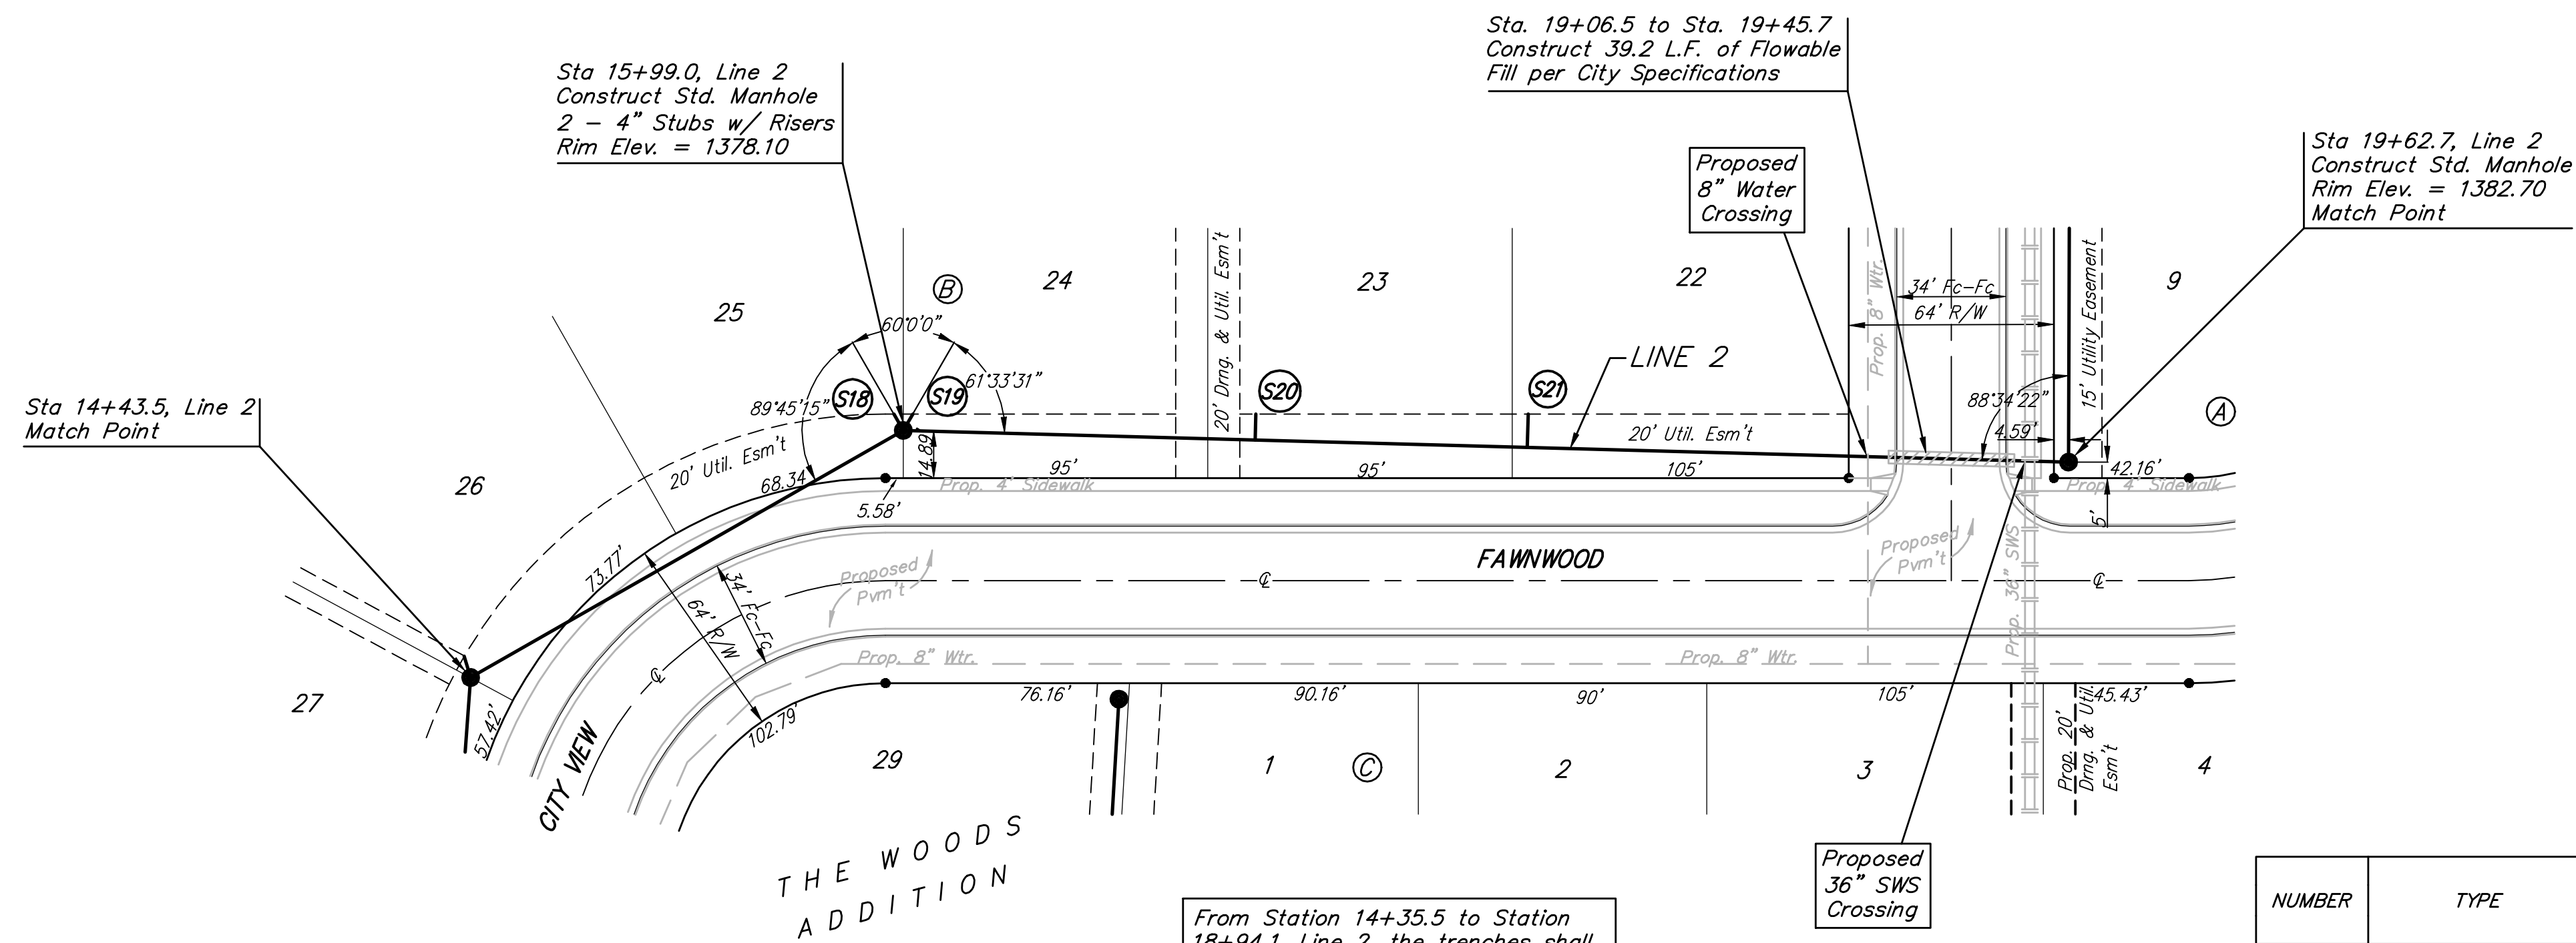 Sta. 19+06.5 to Sta. 19+45.7
Construct 39.2 L.F. of Flowable
Fill per City Specifications
Sta 15+99.0, Line 2
Construct Std. Manhole
2 - 4" Stubs w/ Risers
Rim Elev. = 1378.10
Proposed
8" Water
Crossing
Sta 19+62.7, Line 2
Construct Std. Manhole
Rim Elev. = 1382.70
Match Point
Sta 14+43.5, Line 2
Match Point
25
B
24
20' Drng. & Util. Esm't
23
22
Prop. 8" Wtr.
34' Fc-Fc
64' R/W
15' Utility Easement
9
A
60°0'0"
S18
S19
61°33'31"
89°45'15"
S20
S21
LINE 2
88°34'22"
4.59'
20' Util. Esm't
20' Util. Esm't
14.89
95'
95'
105'
42.16'
26
68.34
5.58'
Prop. 4' Sidewalk
Prop. 4' Sidewalk
5'
73.77'
34' Fc-Fc
64' R/W
Proposed
Pvm't
FAWNWOOD
Proposed
Pvm't
Prop. 36" SWS
℄
℄
℄
Prop. 8" Wtr.
Prop. 8" Wtr.
27
57.42'
CITY VIEW
102.79'
76.16'
90.16'
90'
105'
45.43'
29
1
C
2
3
Prop. 20'
Drng. & Util.
Esm't
4
THE WOODS
ADDITION
Proposed
36" SWS
Crossing
From Station 14+35.5 to Station
18+94.1, Line 2, the trenches shall
NUMBER
TYPE